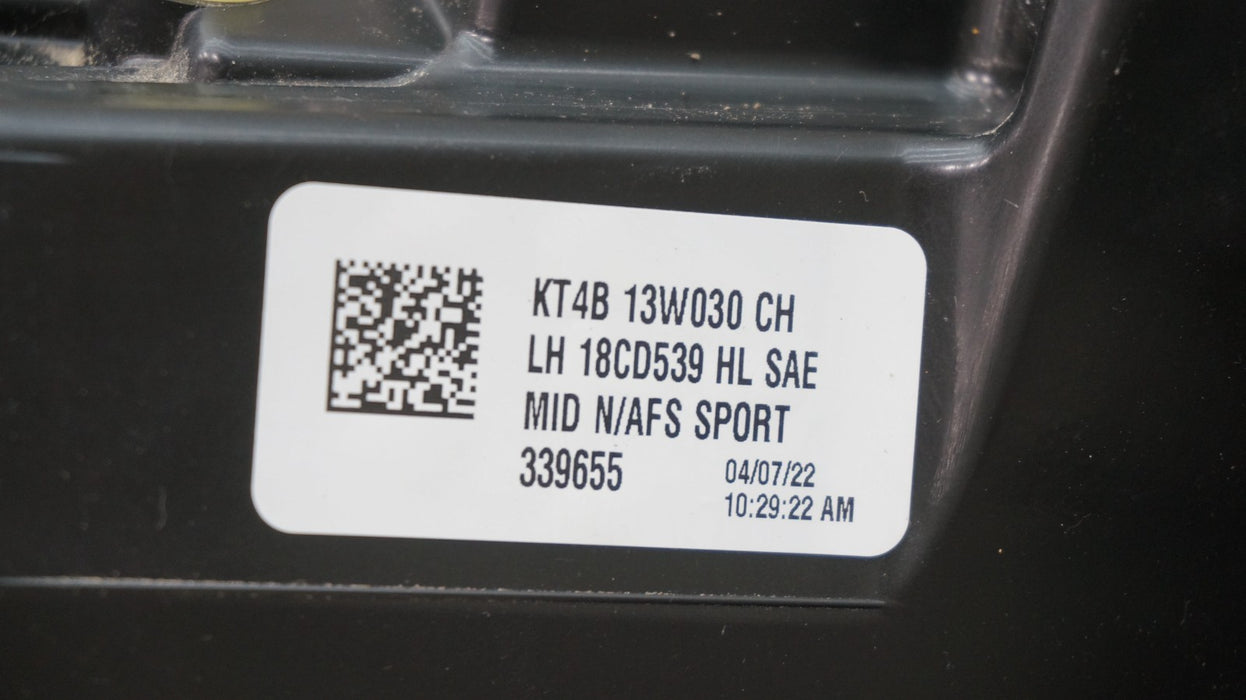 KT4B 13W030 CH
LH 18CD539 HL SAE
MID N/AFS SPORT
339655 04/07/22
10:29:22 AM